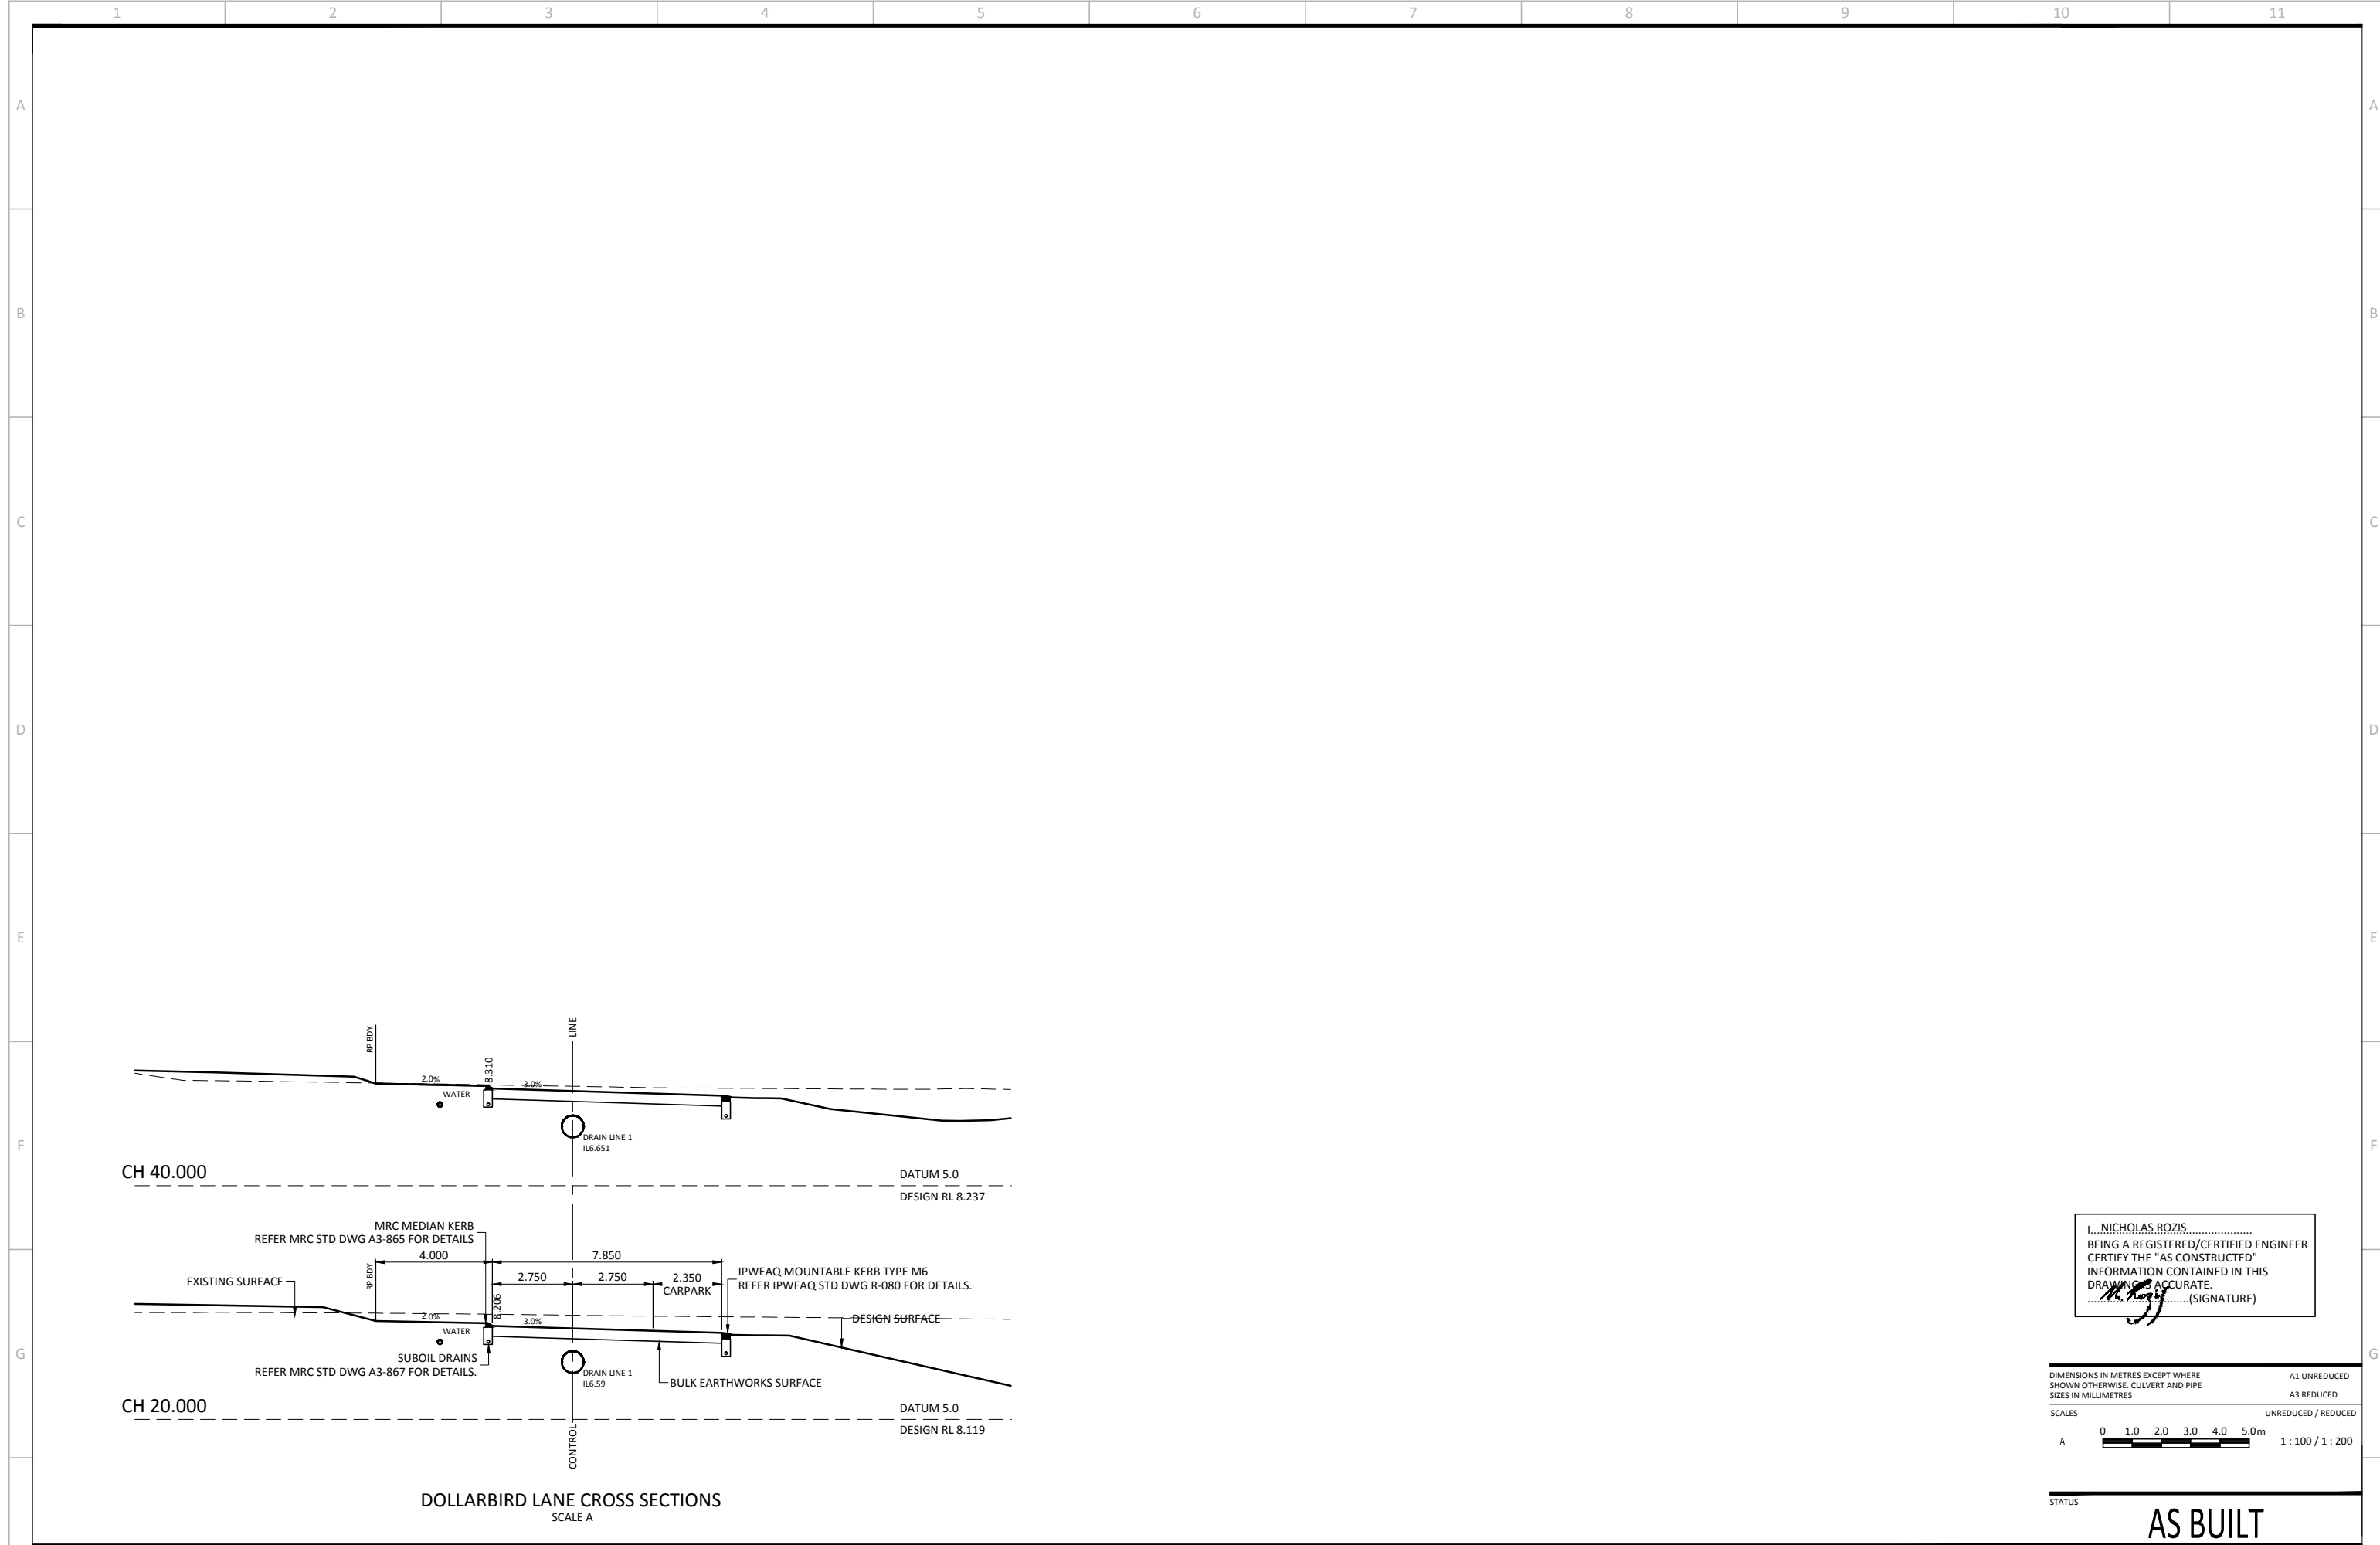 1 2 3 4 5 6 7 8 9 10 11
A A
B B
C C
D D
E E
F F
G G
RP BDY
LINE
2.0%
8.310
3.0%
WATER
DRAIN LINE 1
IL6.651
CH 40.000
DATUM 5.0
DESIGN RL 8.237
MRC MEDIAN KERB
REFER MRC STD DWG A3-865 FOR DETAILS
4.000
7.850
EXISTING SURFACE
RP BDY
2.750
2.750
2.350
CARPARK
IPWEAQ MOUNTABLE KERB TYPE M6
REFER IPWEAQ STD DWG R-080 FOR DETAILS.
8.206
2.0%
3.0%
DESIGN SURFACE
WATER
SUBOIL DRAINS
REFER MRC STD DWG A3-867 FOR DETAILS.
DRAIN LINE 1
IL6.59
BULK EARTHWORKS SURFACE
CH 20.000
DATUM 5.0
DESIGN RL 8.119
CONTROL
DOLLARBIRD LANE CROSS SECTIONS
SCALE A
I....NICHOLAS ROZIS......................
BEING A REGISTERED/CERTIFIED ENGINEER
CERTIFY THE "AS CONSTRUCTED"
INFORMATION CONTAINED IN THIS
DRAWING IS ACCURATE.
N. Rozis (SIGNATURE)
DIMENSIONS IN METRES EXCEPT WHERE
SHOWN OTHERWISE. CULVERT AND PIPE
SIZES IN MILLIMETRES
A1 UNREDUCED
A3 REDUCED
SCALES
UNREDUCED / REDUCED
A
0 1.0 2.0 3.0 4.0 5.0m
1 : 100 / 1 : 200
STATUS
AS BUILT